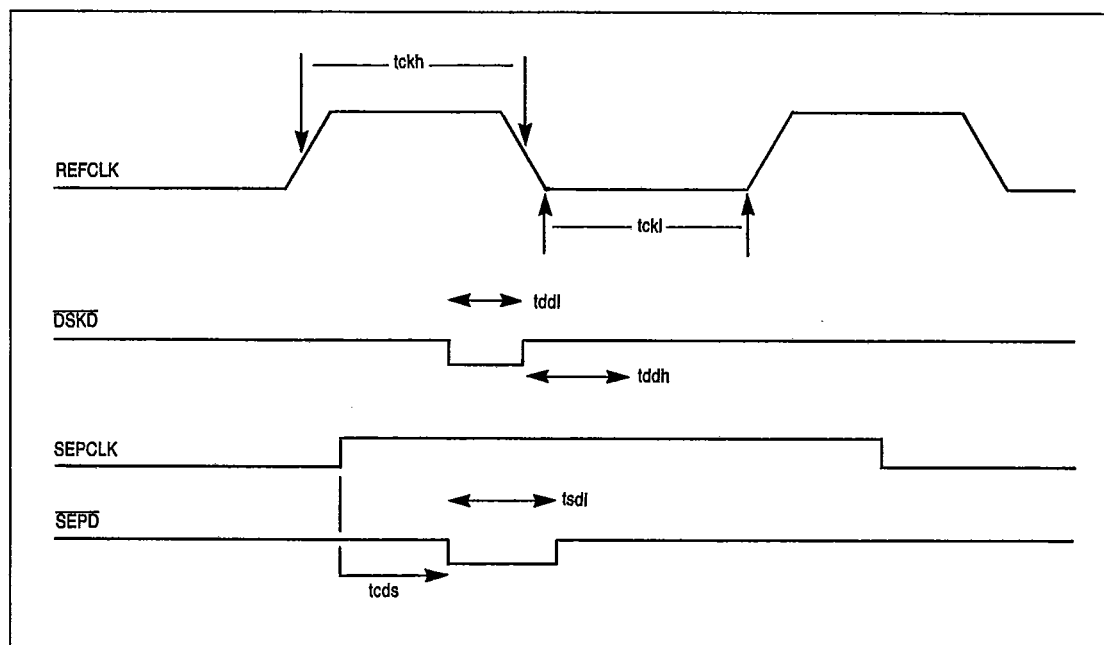 tckh
REFCLK
tckl
tddl
DSKD
tddh
SEPCLK
tsdl
SEPD
tcds